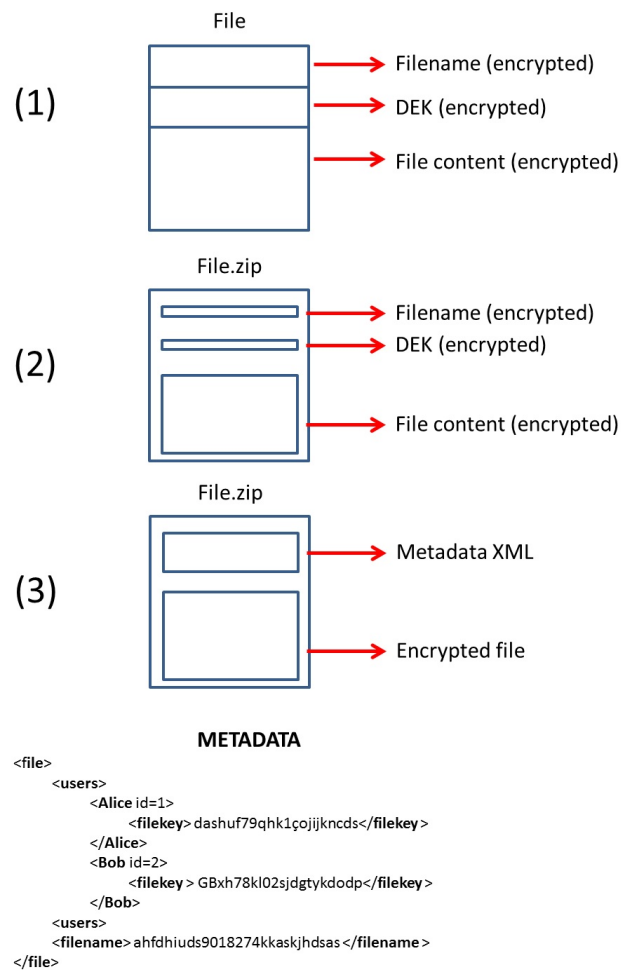 File
(1)
Filename (encrypted)
DEK (encrypted)
File content (encrypted)
File.zip
(2)
Filename (encrypted)
DEK (encrypted)
File content (encrypted)
File.zip
(3)
Metadata XML
Encrypted file
METADATA
<file>
<users>
<Alice id=1>
<filekey> dashuf79qhk1çojijkncds</filekey>
</Alice>
<Bob id=2>
<filekey > GBxh78kl02sjdgtykdodp</filekey>
</Bob>
<users>
<filename> ahfdhiuds9018274kkaskjhdsas </filename>
</file>